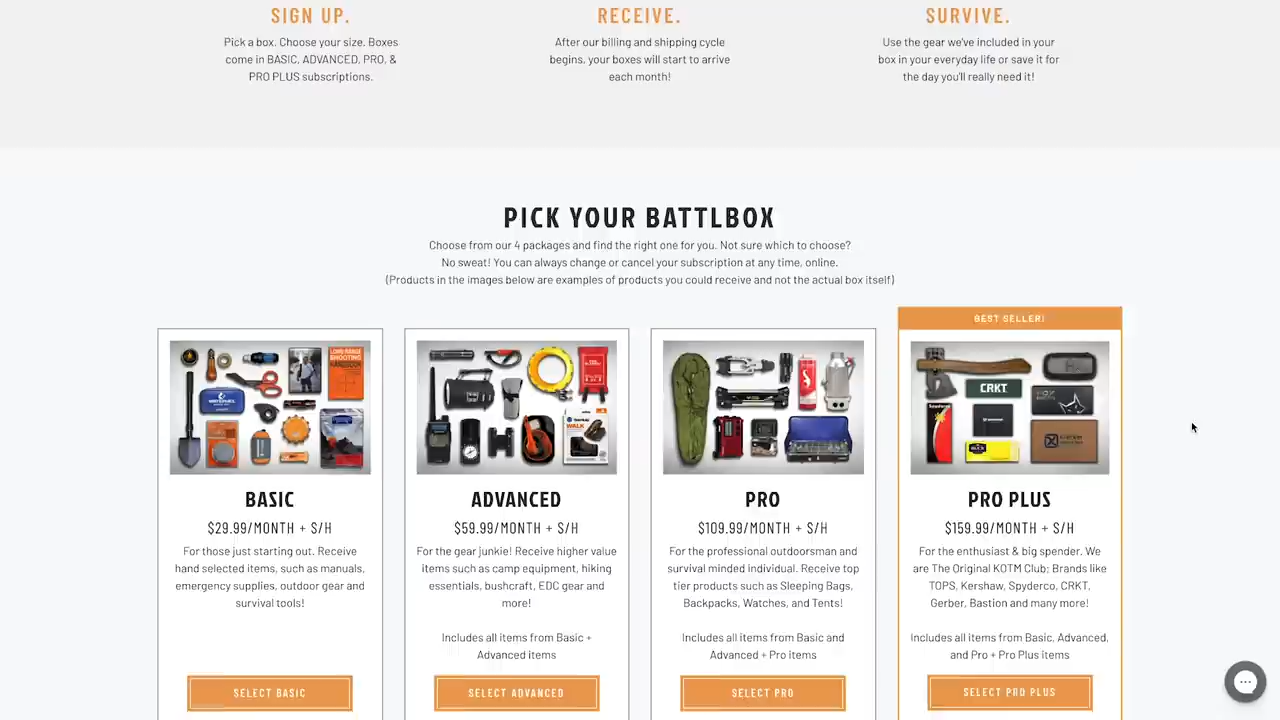 SIGN UP.
Pick a box. Choose your size. Boxes
come in BASIC, ADVANCED, PRO, &
PRO PLUS subscriptions.
RECEIVE.
After our billing and shipping cycle
begins, your boxes will start to arrive
each month!
SURVIVE.
Use the gear we've included in your
box in your everyday life or save it for
the day you'll really need it!
PICK YOUR BATTLBOX
Choose from our 4 packages and find the right one for you. Not sure which to choose?
No sweat! You can always change or cancel your subscription at any time, online.
(Products in the images below are examples of products you could receive and not the actual box itself)
BASIC
$29.99/MONTH + S/H
For those just starting out. Receive
hand selected items, such as manuals,
emergency supplies, outdoor gear and
survival tools!
SELECT BASIC
ADVANCED
$59.99/MONTH + S/H
For the gear junkie! Receive higher value
items such as camp equipment, hiking
essentials, bushcraft, EDC gear and
more!
Includes all items from Basic +
Advanced items
SELECT ADVANCED
PRO
$109.99/MONTH + S/H
For the professional outdoorsman and
survival minded individual. Receive top
tier products such as Sleeping Bags,
Backpacks, Watches, and Tents!
Includes all items from Basic and
Advanced + Pro items
SELECT PRO
BEST SELLER!
CRKT
PRO PLUS
$159.99/MONTH + S/H
For the enthusiast & big spender. We
are The Original KOTM Club; Brands like
TOPS, Kershaw, Spyderco, CRKT,
Gerber, Bastion and many more!
Includes all items from Basic, Advanced,
and Pro + Pro Plus items
SELECT PRO PLUS